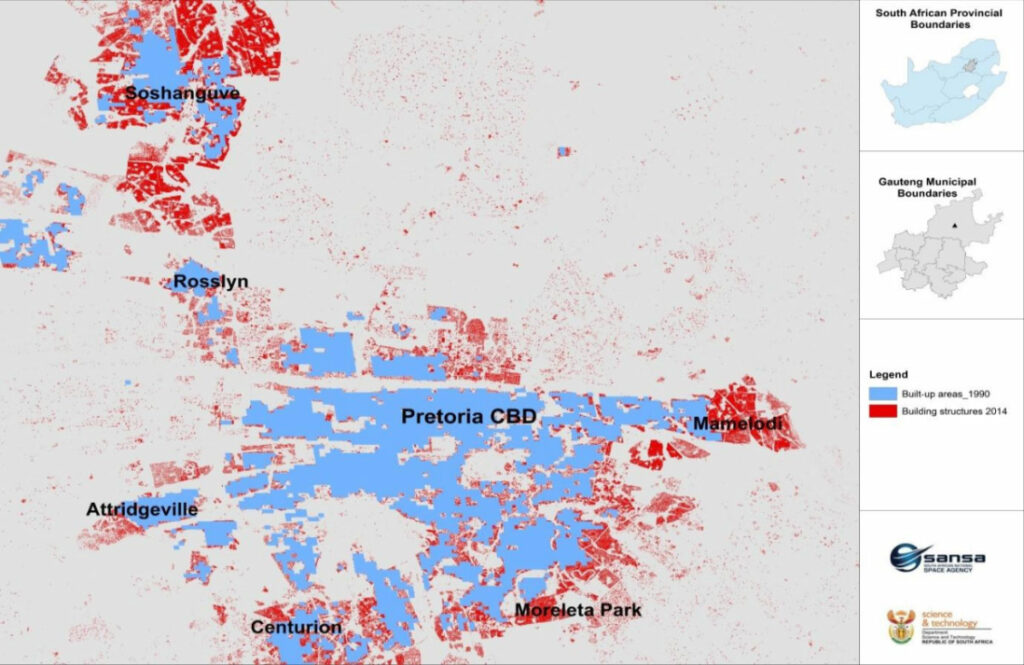 Soshanguve
Rosslyn
Pretoria CBD
Mamelodi
Attridgeville
Moreleta Park
Centurion
South African Provincial
Boundaries
Gauteng Municipal
Boundaries
Legend
Built-up areas_1990
Building structures 2014
sansa
SOUTH AFRICAN NATIONAL
SPACE AGENCY
science
& technology
Department:
Science and Technology
REPUBLIC OF SOUTH AFRICA